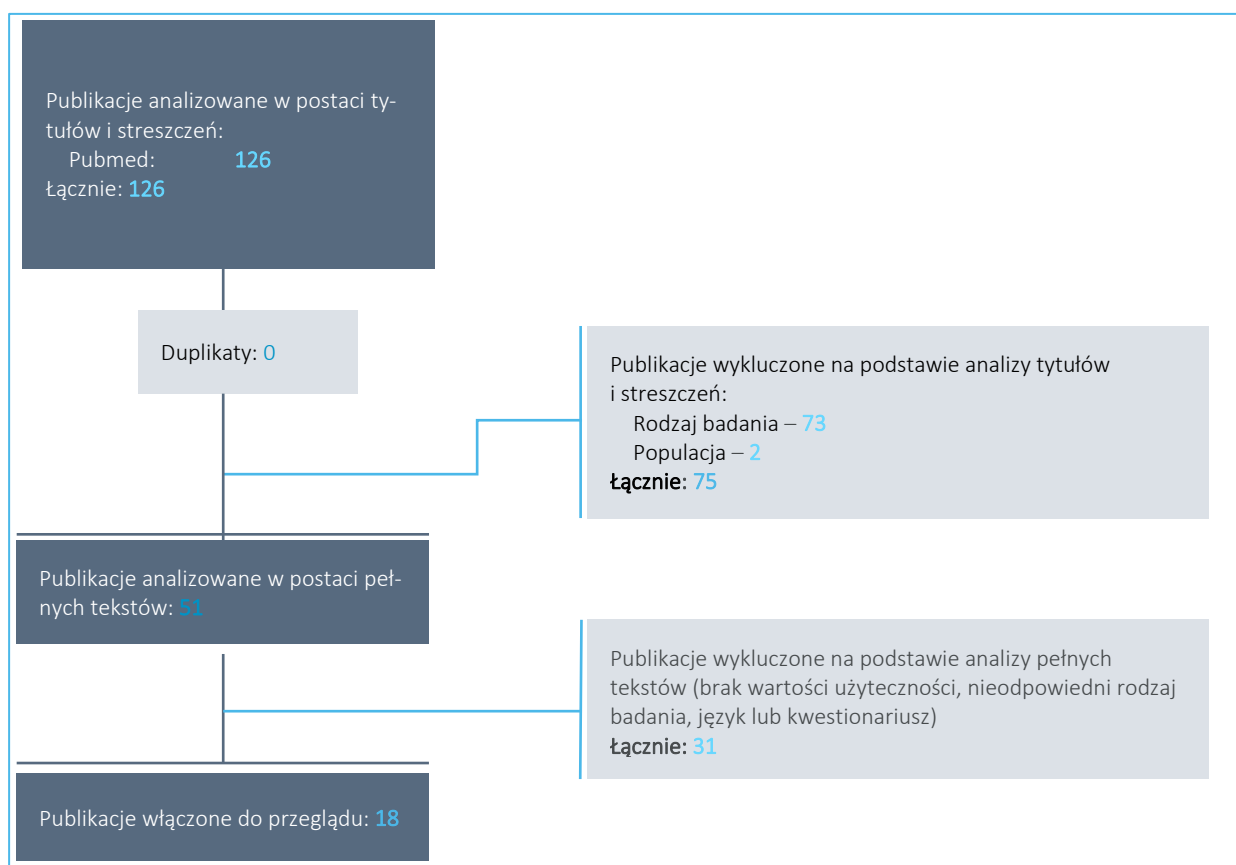 Publikacje analizowane w postaci ty-
tułów i streszczeń:
Pubmed: 126
Łącznie: 126
Duplikaty: 0
Publikacje wykluczone na podstawie analizy tytułów
i streszczeń:
Rodzaj badania – 73
Populacja – 2
Łącznie: 75
Publikacje analizowane w postaci peł-
nych tekstów: 51
Publikacje wykluczone na podstawie analizy pełnych
tekstów (brak wartości użyteczności, nieodpowiedni rodzaj
badania, język lub kwestionariusz)
Łącznie: 31
Publikacje włączone do przeglądu: 18